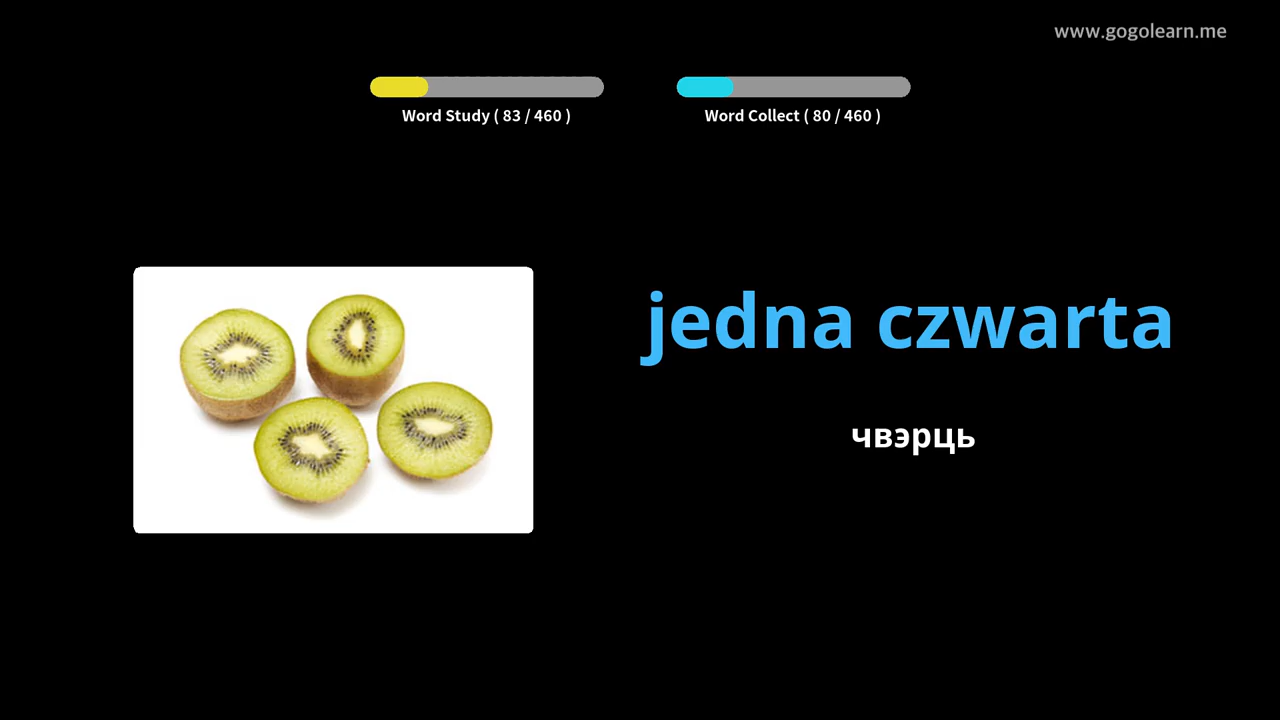 www.gogolearn.me
Word Study ( 83 / 460 )
Word Collect ( 80 / 460 )
jedna czwarta
чвэрць